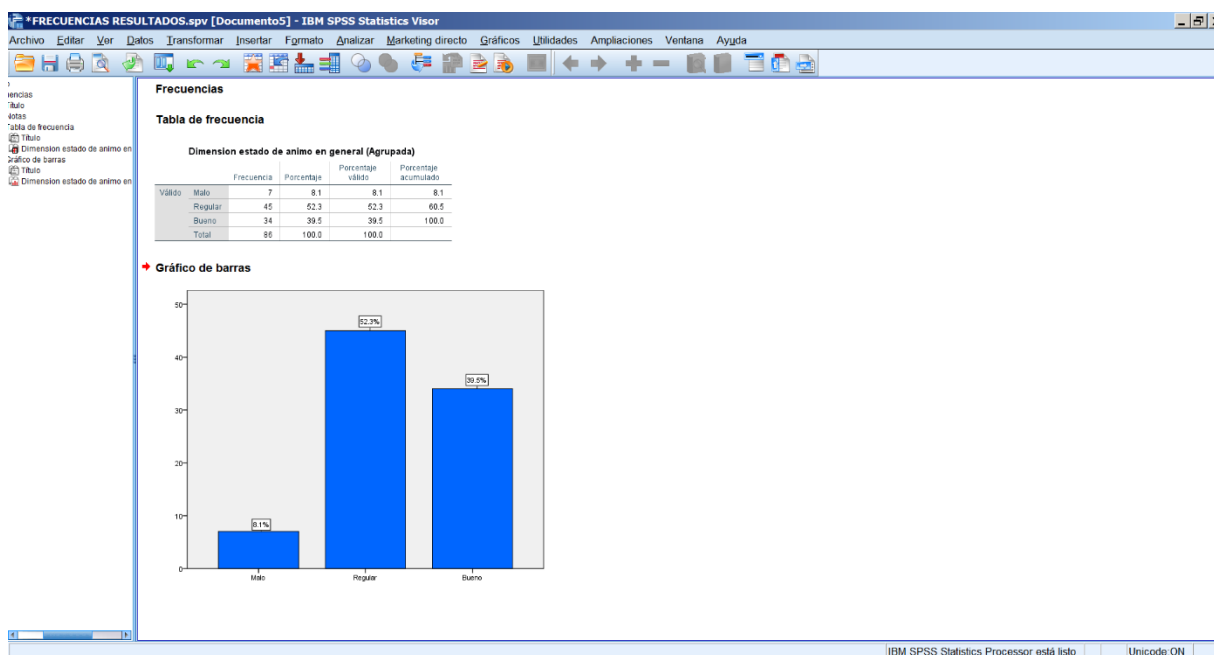 *FRECUENCIAS RESULTADOS.spv [Documento5] - IBM SPSS Statistics Visor
Archivo Editar Ver Datos Transformar Insertar Formato Analizar Marketing directo Gráficos Utilidades Ampliaciones Ventana Ayuda
Título
Notas
Tabla de frecuencia
Título
Dimension estado de animo en
Gráfico de barras
Título
Dimension estado de animo en
Frecuencias
Tabla de frecuencia
Dimension estado de animo en general (Agrupada)
Frecuencia Porcentaje Porcentaje válido Porcentaje acumulado
Válido Malo 7 8.1 8.1 8.1
Regular 45 52.3 52.3 60.5
Bueno 34 39.5 39.5 100.0
Total 86 100.0 100.0
Gráfico de barras
50
40
30
20
10
0
52.3%
39.5%
8.1%
Malo Regular Bueno
IBM SPSS Statistics Processor está listo Unicode:ON